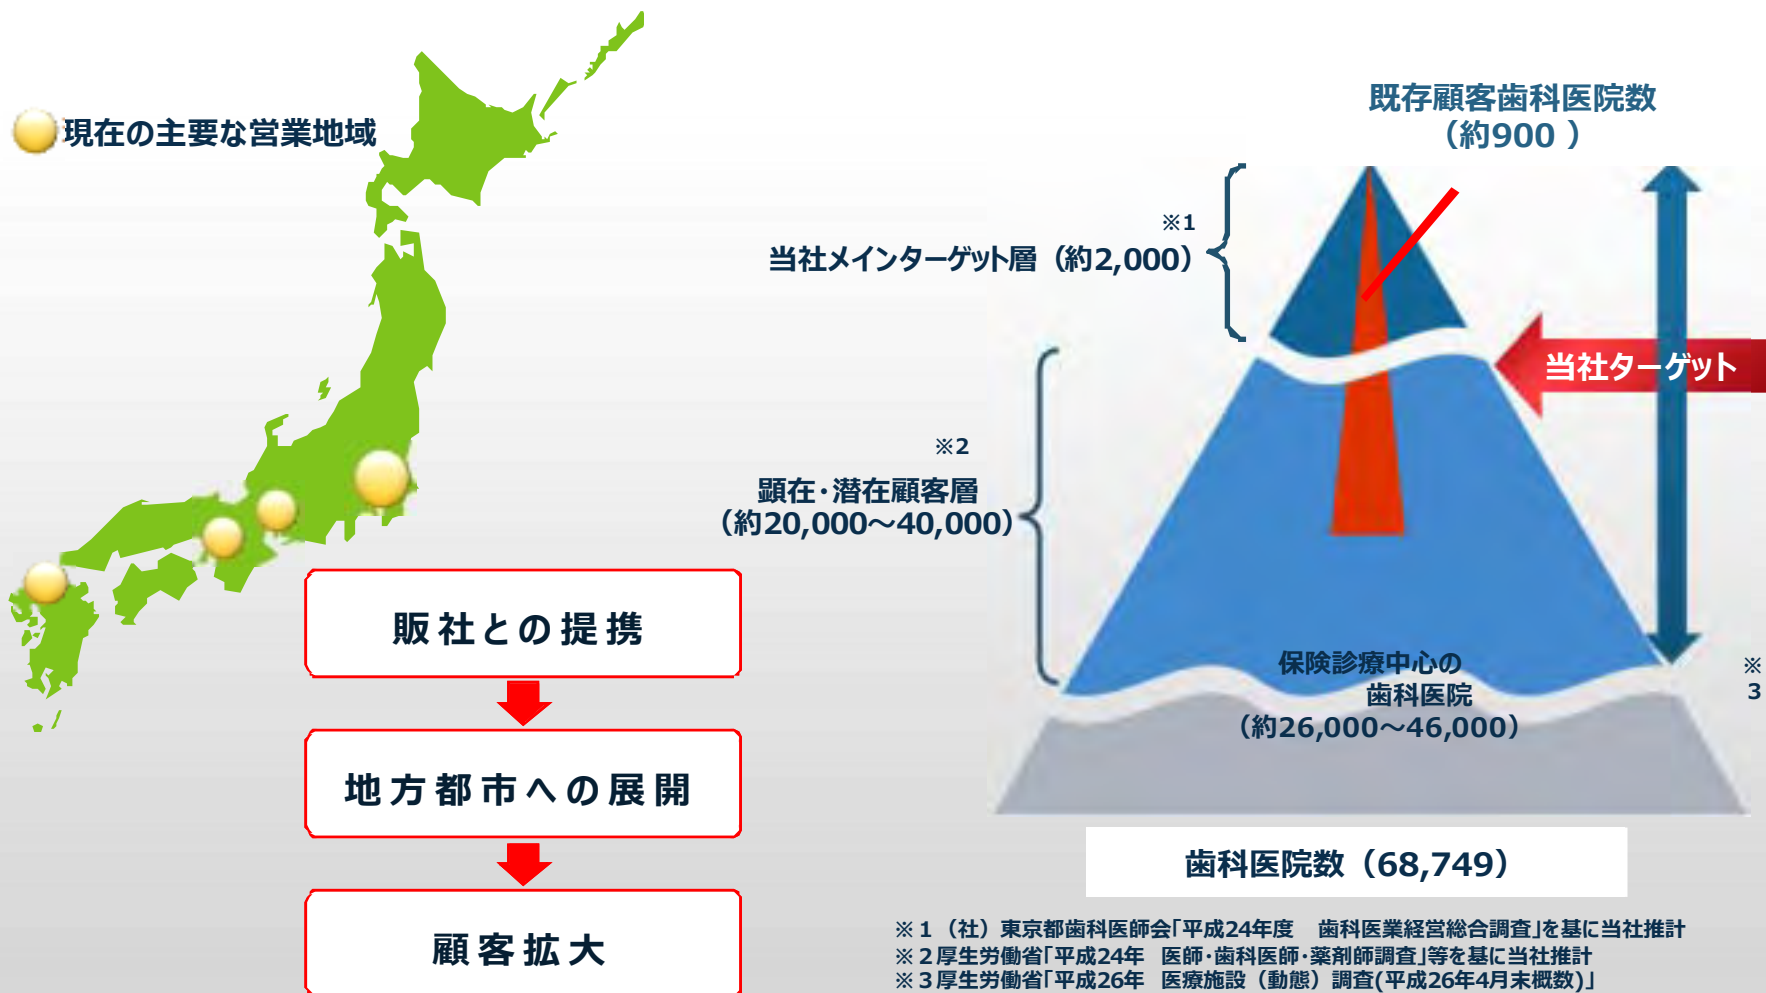 現在の主要な営業地域
販社との提携
地方都市への展開
顧客拡大
既存顧客歯科医院数
（約900 ）
※1
当社メインターゲット層（約2,000）
当社ターゲット
※2
顕在・潜在顧客層
（約20,000～40,000）
保険診療中心の
歯科医院
（約26,000～46,000）
※
3
歯科医院数（68,749）
※１（社）東京都歯科医師会「平成24年度　歯科医業経営総合調査」を基に当社推計
※２厚生労働省「平成24年 医師・歯科医師・薬剤師調査」等を基に当社推計
※３厚生労働省「平成26年 医療施設（動態）調査(平成26年4月末概数)」